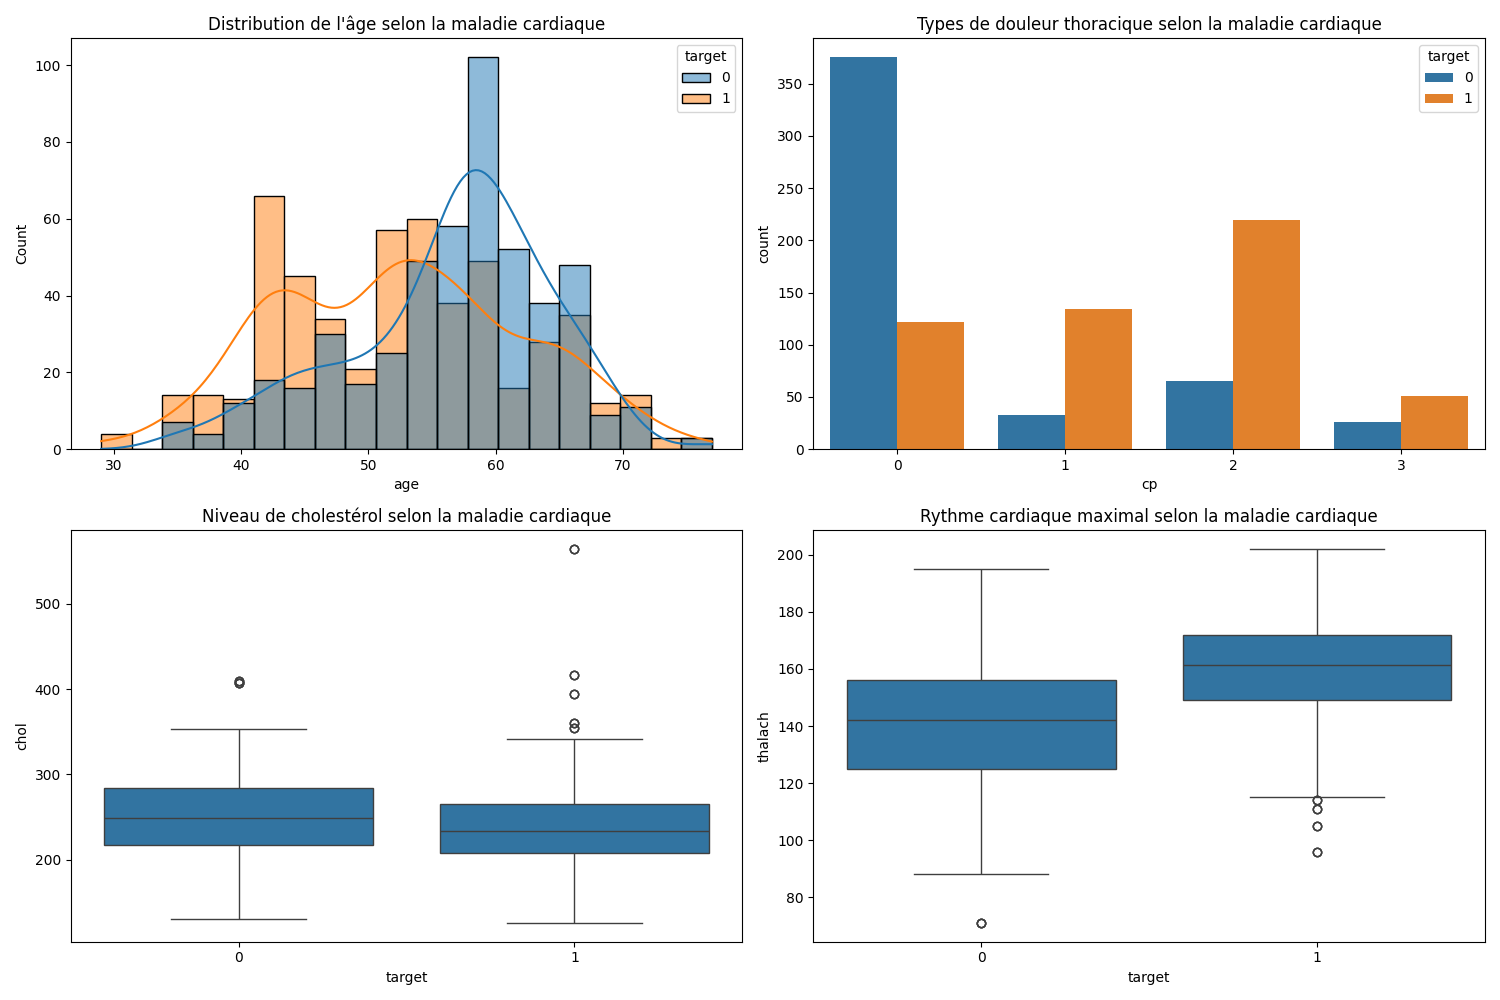 Distribution de l'âge selon la maladie cardiaque
Count
100
80
60
40
20
0
30 40 50 60 70
age
target
0
1
Types de douleur thoracique selon la maladie cardiaque
count
350
300
250
200
150
100
50
0
0 1 2 3
cp
target
0
1
Niveau de cholestérol selon la maladie cardiaque
chol
500
400
300
200
0 1
target
Rythme cardiaque maximal selon la maladie cardiaque
thalach
200
180
160
140
120
100
80
0 1
target